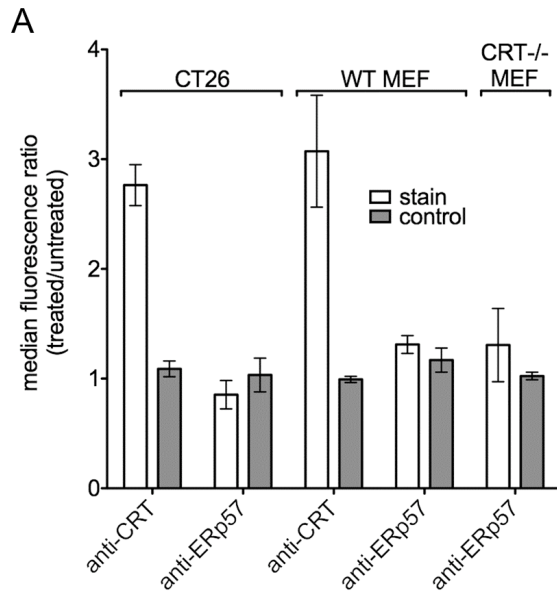 A
CT26
WT MEF
CRT-/-
MEF
4
3
2
1
0
median fluorescence ratio
(treated/untreated)
stain
control
anti-CRT
anti-ERp57
anti-CRT
anti-ERp57
anti-ERp57